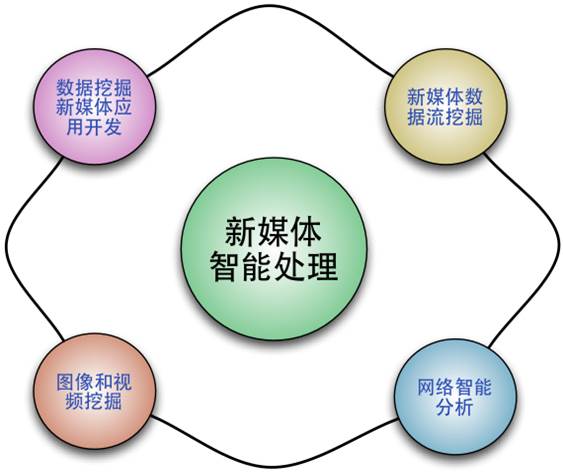 数据挖掘
新媒体应
用开发
新媒体数
据流挖掘
新媒体
智能处理
图像和视
频挖掘
网络智能
分析